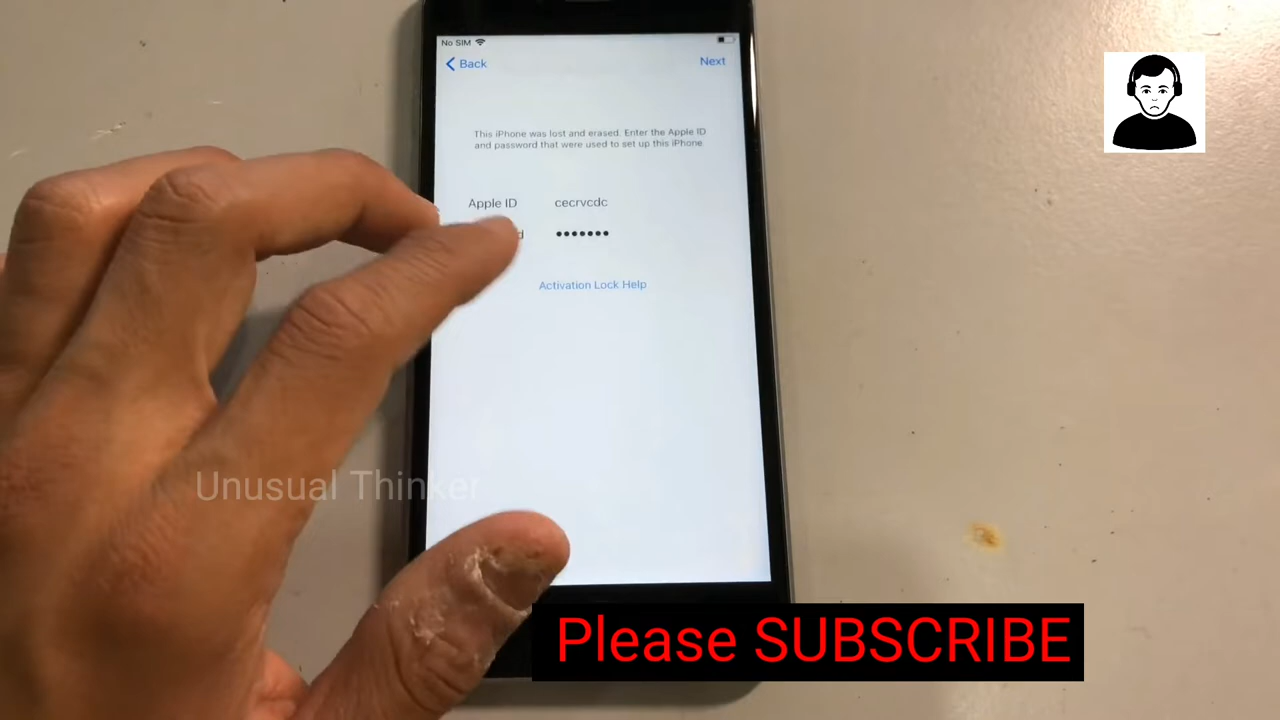 No SIM
Back
Next
This iPhone was lost and erased. Enter the Apple ID
and password that were used to set up this iPhone.
Apple ID cecrvcdc
d •••••••
Activation Lock Help
Unusual Thinker
Please SUBSCRIBE